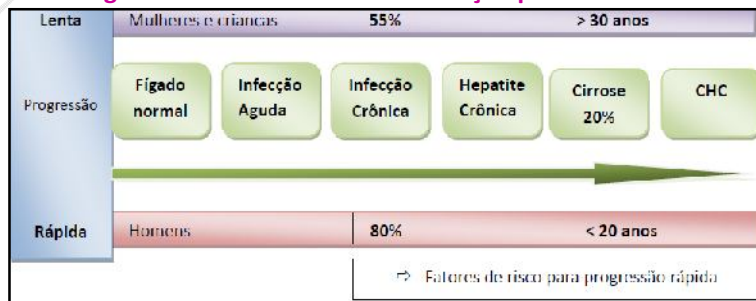 Lenta Mulheres e crianças 55% > 30 anos
Progressão
Fígado normal
Infecção Aguda
Infecção Crônica
Hepatite Crônica
Cirrose 20%
CHC
Rápida Homens 80% < 20 anos
⇨ Fatores de risco para progressão rápida